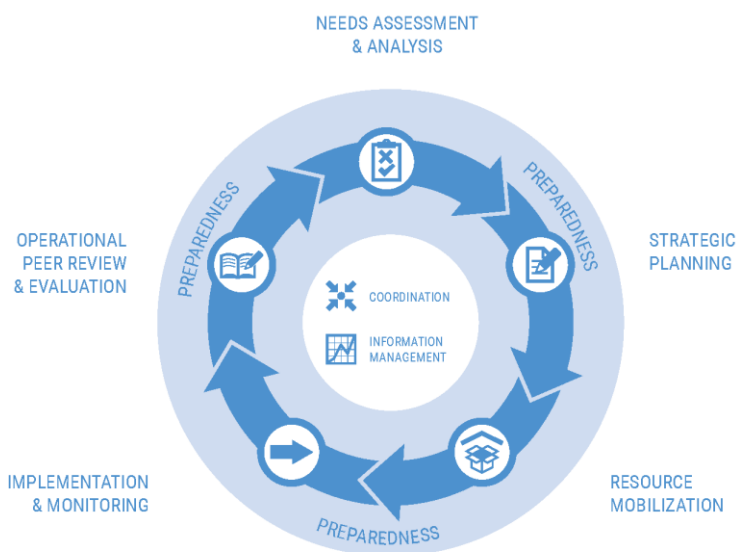 NEEDS ASSESSMENT
& ANALYSIS
PREPAREDNESS
PREPAREDNESS
OPERATIONAL
PEER REVIEW
& EVALUATION
STRATEGIC
PLANNING
COORDINATION
INFORMATION
MANAGEMENT
IMPLEMENTATION
& MONITORING
RESOURCE
MOBILIZATION
PREPAREDNESS